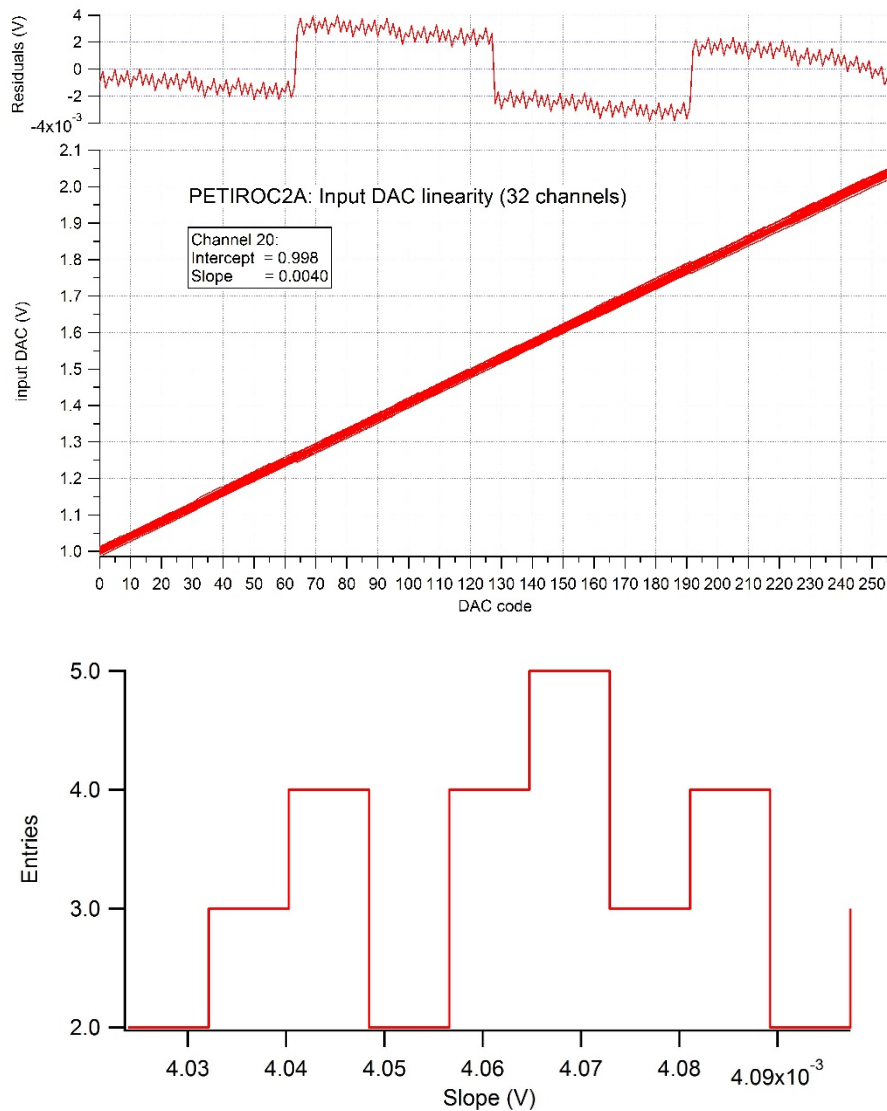 4
2
0
-2
-4x10⁻³
Residuals (V)
2.1
2.0
1.9
1.8
1.7
1.6
1.5
1.4
1.3
1.2
1.1
1.0
input DAC (V)
PETIROC2A: Input DAC linearity (32 channels)
Channel 20:
Intercept = 0.998
Slope = 0.0040
0 10 20 30 40 50 60 70 80 90 100 110 120 130 140 150 160 170 180 190 200 210 220 230 240 250
DAC code
5.0
4.0
3.0
2.0
Entries
4.03 4.04 4.05 4.06 4.07 4.08 4.09x10⁻³
Slope (V)